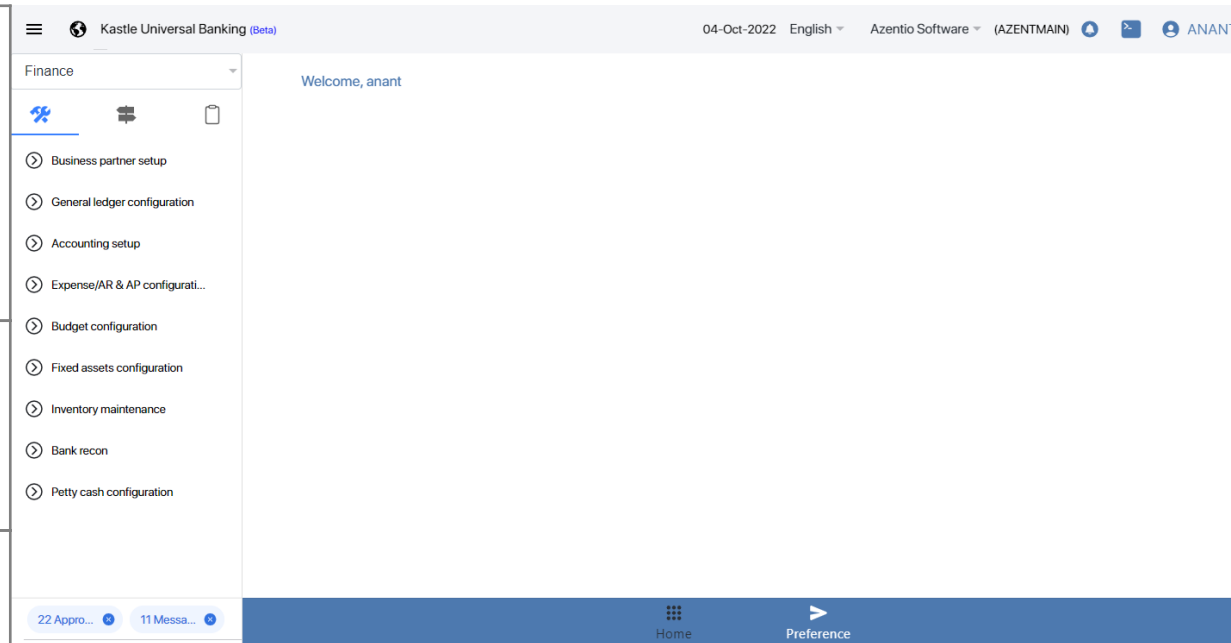 Kastle Universal Banking (Beta)
04-Oct-2022 English Azentio Software (AZENTMAIN) ANANT
Finance
Welcome, anant
Business partner setup
General ledger configuration
Accounting setup
Expense/AR & AP configurati...
Budget configuration
Fixed assets configuration
Inventory maintenance
Bank recon
Petty cash configuration
22 Appro... 11 Messa...
Home
Preference